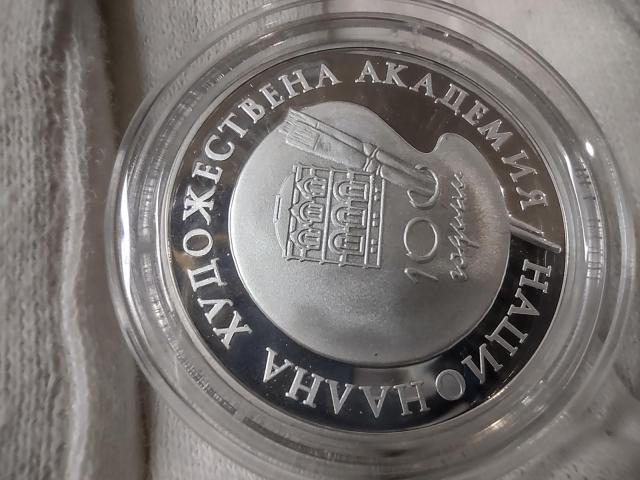 НАЦИОНАЛНА ХУДОЖЕСТВЕНА АКАДЕМИЯ
100
години